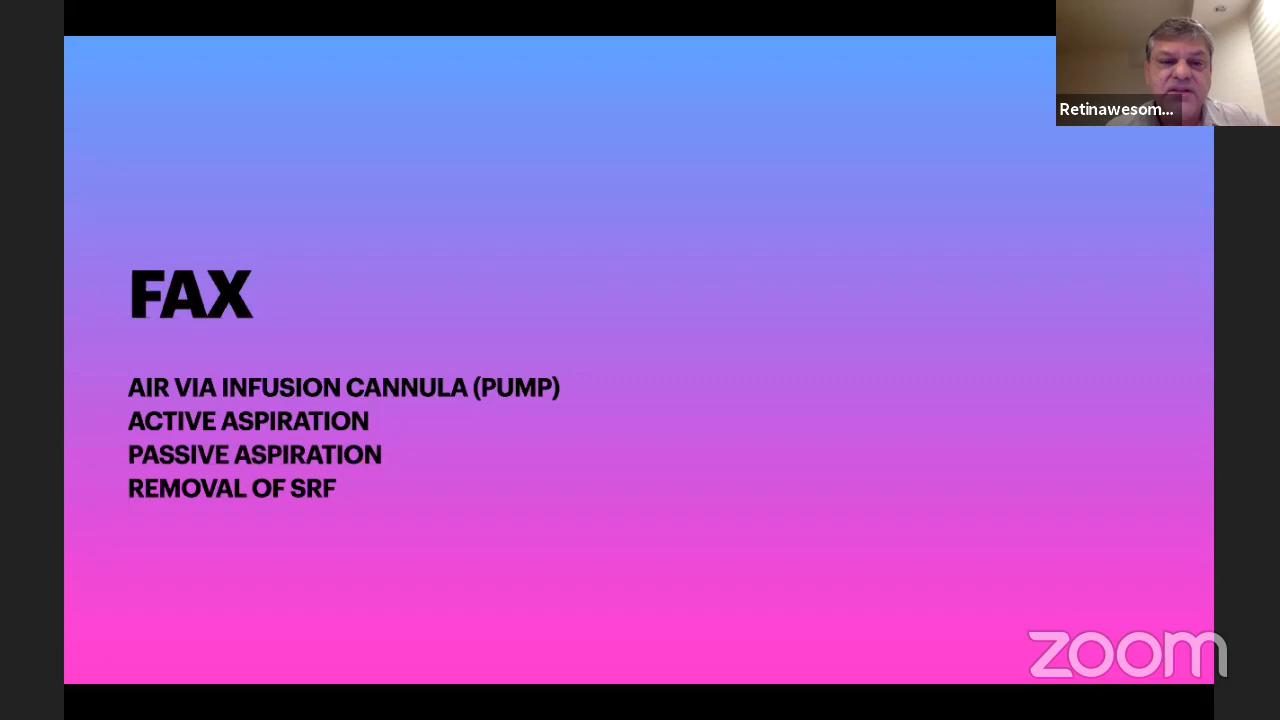 Retinawesom...
FAX
AIR VIA INFUSION CANNULA (PUMP)
ACTIVE ASPIRATION
PASSIVE ASPIRATION
REMOVAL OF SRF
zoom